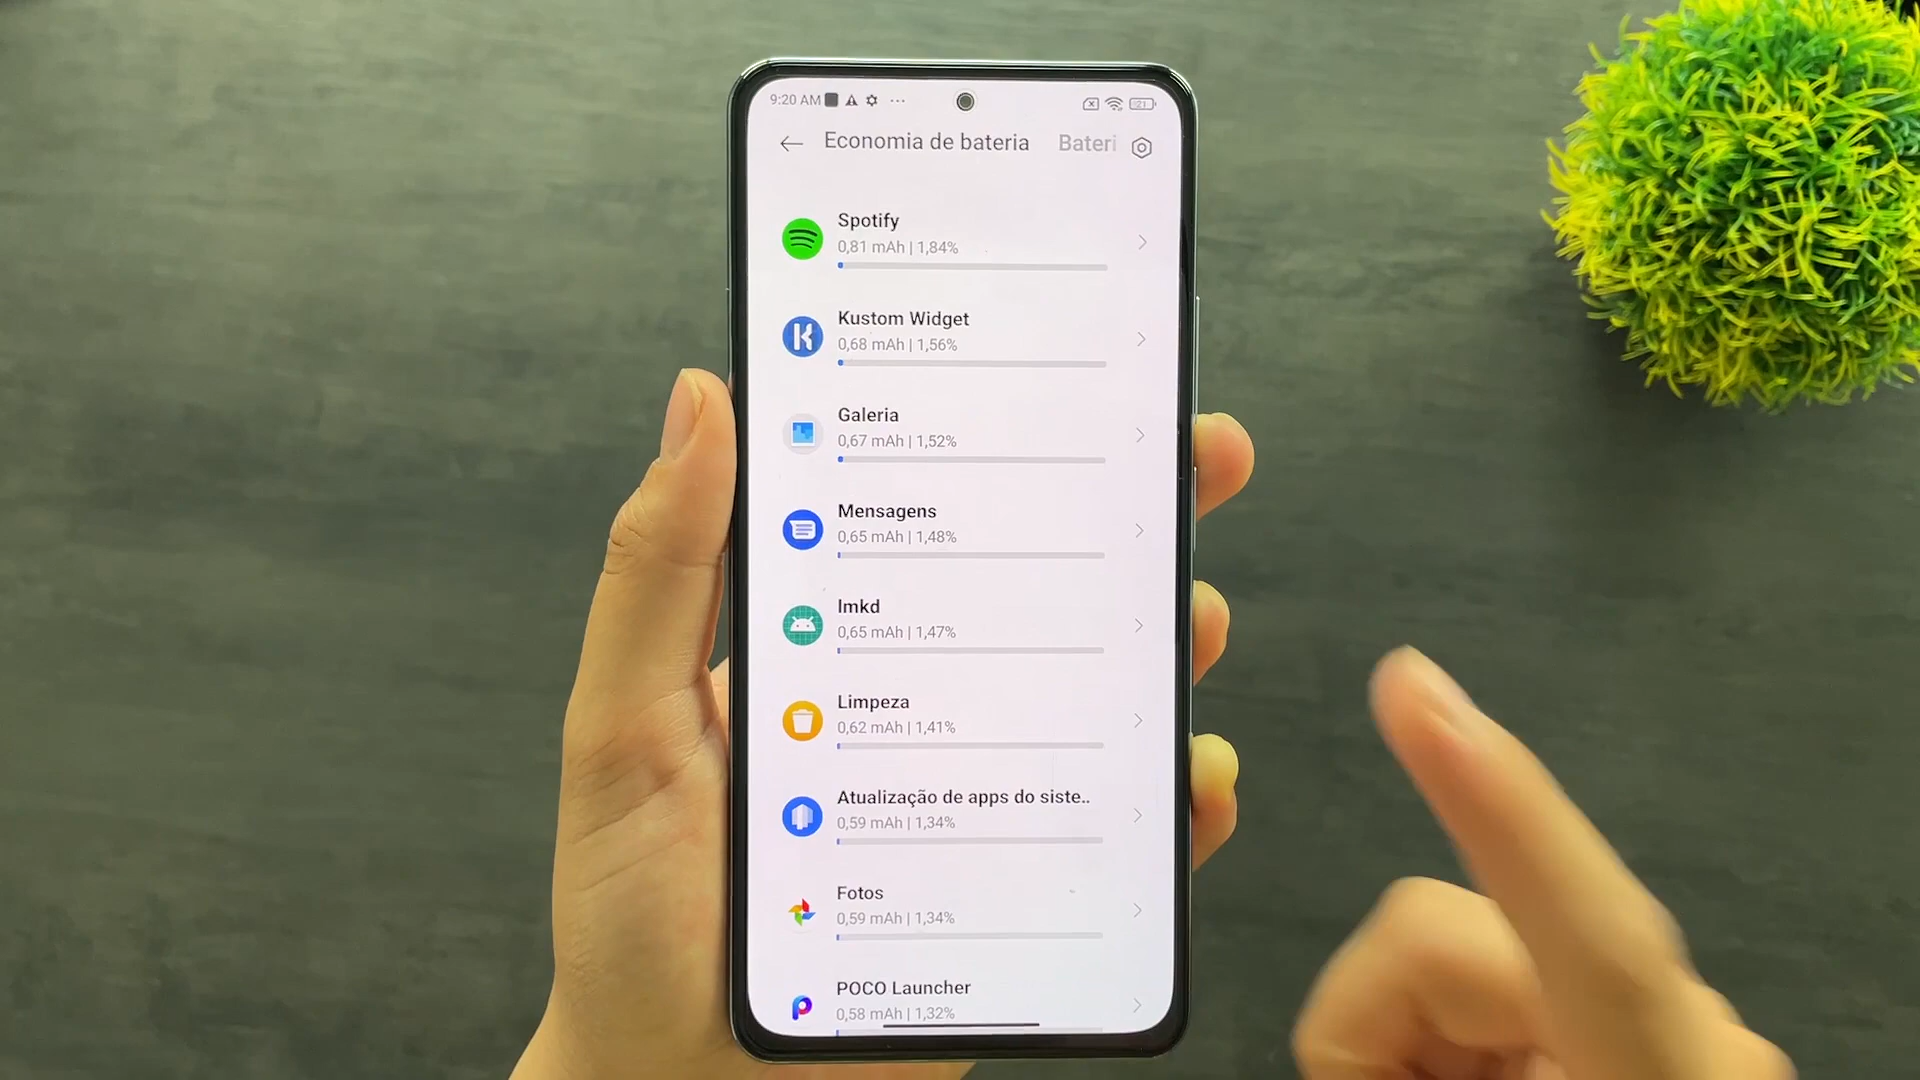 9:20 AM
21
Economia de bateria
Bateri
Spotify
0,81 mAh | 1,84%
Kustom Widget
0,68 mAh | 1,56%
Galeria
0,67 mAh | 1,52%
Mensagens
0,65 mAh | 1,48%
lmkd
0,65 mAh | 1,47%
Limpeza
0,62 mAh | 1,41%
Atualização de apps do siste..
0,59 mAh | 1,34%
Fotos
0,59 mAh | 1,34%
POCO Launcher
0,58 mAh | 1,32%